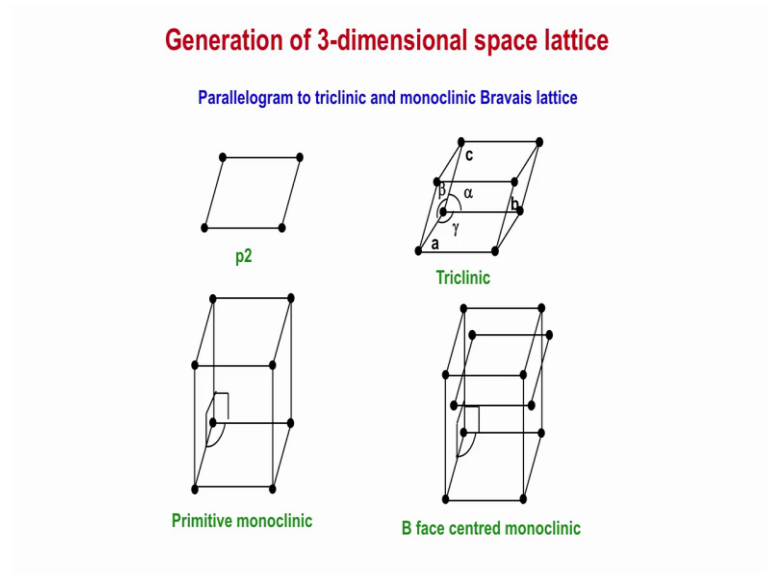 Generation of 3-dimensional space lattice
Parallelogram to triclinic and monoclinic Bravais lattice
c
β α
b
γ
a
p2
Triclinic
Primitive monoclinic
B face centred monoclinic